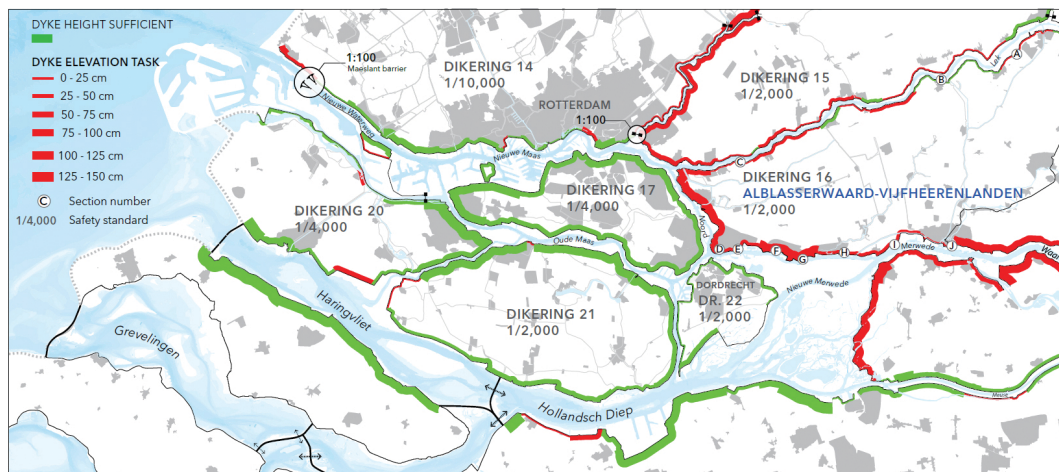 DYKE HEIGHT SUFFICIENT
DYKE ELEVATION TASK
0 - 25 cm
25 - 50 cm
50 - 75 cm
75 - 100 cm
100 - 125 cm
125 - 150 cm
C Section number
1/4,000 Safety standard
1:100
Maeslant barrier
Nieuwe Waterweg
DIKERING 14
1/10,000
ROTTERDAM
1:100
Nieuwe Maas
DIKERING 15
1/2,000
Lek
A
B
C
DIKERING 16
ALBLASSERWAARD-VIJFHEERENLANDEN
1/2,000
DIKERING 17
1/4,000
Noord
DIKERING 20
1/4,000
Oude Maas
D
E
F
G
H
I
Merwede
J
Nieuwe Merwede
DORDRECHT
DR. 22
1/2,000
DIKERING 21
1/2,000
Haringvliet
Grevelingen
Hollandsch Diep